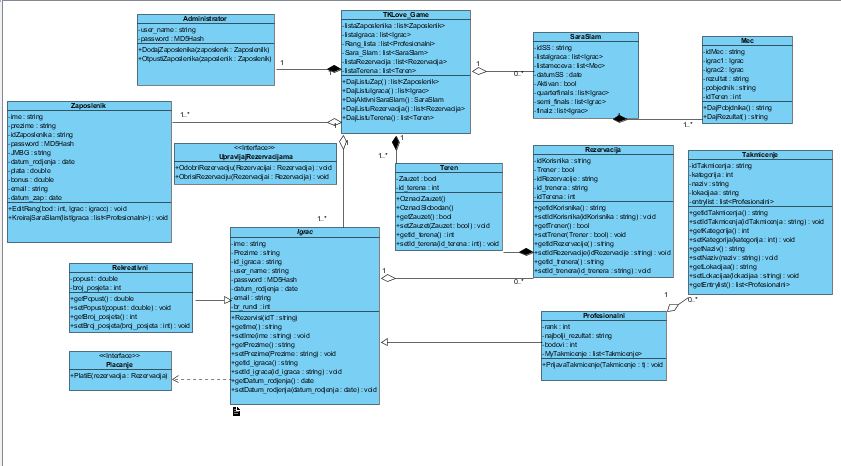 Administrator
-user_name : string
-password : MD5Hash
+DodajZaposlenika(zaposlenik : Zaposlenik)
+OtpustiZaposlenika(zaposlenik : Zaposlenik)
1
TKLove_Game
-listaZaposlenika : list<Zaposlenik>
-listaIgraca : list<Igrac>
-Rang_lista : list<Profesionalni>
-Sara_Slam : list<SaraSlam>
-listaRezervacija : list<Rezervacija>
-listaTerena : list<Teren>
+DajListuZap() : list<Zaposlenik>
+DajListuIgraca() : list<Igrac>
+DajAktivniSaraSlam() : SaraSlam
+DajListuRezervacija() : list<Rezervacija>
+DajListuTerena() : list<Teren>
1
0..*
SaraSlam
-idSS : string
-listaigraca : list<Igrac>
-listameceva : list<Mec>
-datumSS : date
-Aktivan : bool
-quarterfinals : list<Igrac>
-semi_finals : list<Igrac>
-finalz : list<Igrac>
1..*
Mec
-idMec : string
-igrac1 : Igrac
-igrac2 : Igrac
-rezultat : string
-pobjednik : string
-idTeren : int
+DajPobjdnika() : string
+DajRezultat() : string
Zaposlenik
-ime : string
-prezime : string
-idZaposlenika : string
-password : MD5Hash
-JMBG : string
-datum_rodjenja : date
-plata : double
-bonus : double
-email : string
-datum_zap : date
+EditRang(bod : int, Igrac : igracc) : void
+KreirajSaraSlam(listIgraca : list<Profesionalni>) : void
1..*
1
<<Interface>>
UpravljajRezervacijama
+OdobriRezervaciju(Rezervacijai : Rezervacija) : void
+ObrisiRezervaciju(Rezervacijai : Rezervacija) : void
1
1
1..*
1..*
Teren
-Zauzet : bool
-id_terena : int
+OznaciZauzet()
+OznaciSlobodan()
+getZauzet() : bool
+setZauzet(Zauzet : bool) : void
+getId_terena() : int
+setId_terena(id_terena : int) : void
Rezervacija
-idKorisnika : string
-Trener : bool
-idRezervacije : string
-id_trenera : string
-idTerena : int
+getIdKorisnika() : string
+setIdKorisnika(idKorisnika : string) : void
+getTrener() : bool
+setTrener(Trener : bool) : void
+getIdRezervacije() : string
+setIdRezervacije(idRezervacije : string) : void
+getId_trenera() : string
+setId_trenera(id_trenera : string) : void
Takmicenje
-idTakmicenja : string
-kategorija : int
-naziv : string
-lokacijaa : string
-entrylist : list<Profesionalni>
+getIdTakmicenja() : string
+setIdTakmicenja(idTakmicenja : string) : void
+getKategorija() : int
+setKategorija(kategorija : int) : void
+getNaziv() : string
+setNaziv(naziv : string) : void
+getLokacijaa() : string
+setLokacijaa(lokacijaa : string) : void
+getEntrylist() : list<Profesionalni>
Igrac
-ime : string
-Prezime : string
-id_igraca : string
-user_name : string
-password : MD5Hash
-datum_rodjenja : date
-email : string
-br_rund : int
+Rezervisi(idT : string)
+getIme() : string
+setIme(ime : string) : void
+getPrezime() : string
+setPrezime(Prezime : string) : void
+getId_igraca() : string
+setId_igraca(id_igraca : string) : void
+getDatum_rodjenja() : date
+setDatum_rodjenja(datum_rodjenja : date) : void
1
0..*
Rekreativni
-popust : double
-broj_posjeta : int
+getPopust() : double
+setPopust(popust : double) : void
+getBroj_posjeta() : int
+setBroj_posjeta(broj_posjeta : int) : void
<<Interface>>
Placanje
+PlatiE(rezervacija : Rezervacija)
1
0..*
Profesionalni
-rank : int
-najbolji_rezultat : string
-bodovi : int
-MyTakmicenje : list<Takmicenje>
+PrijavaTakmicenje(Takmicenje : t) : void